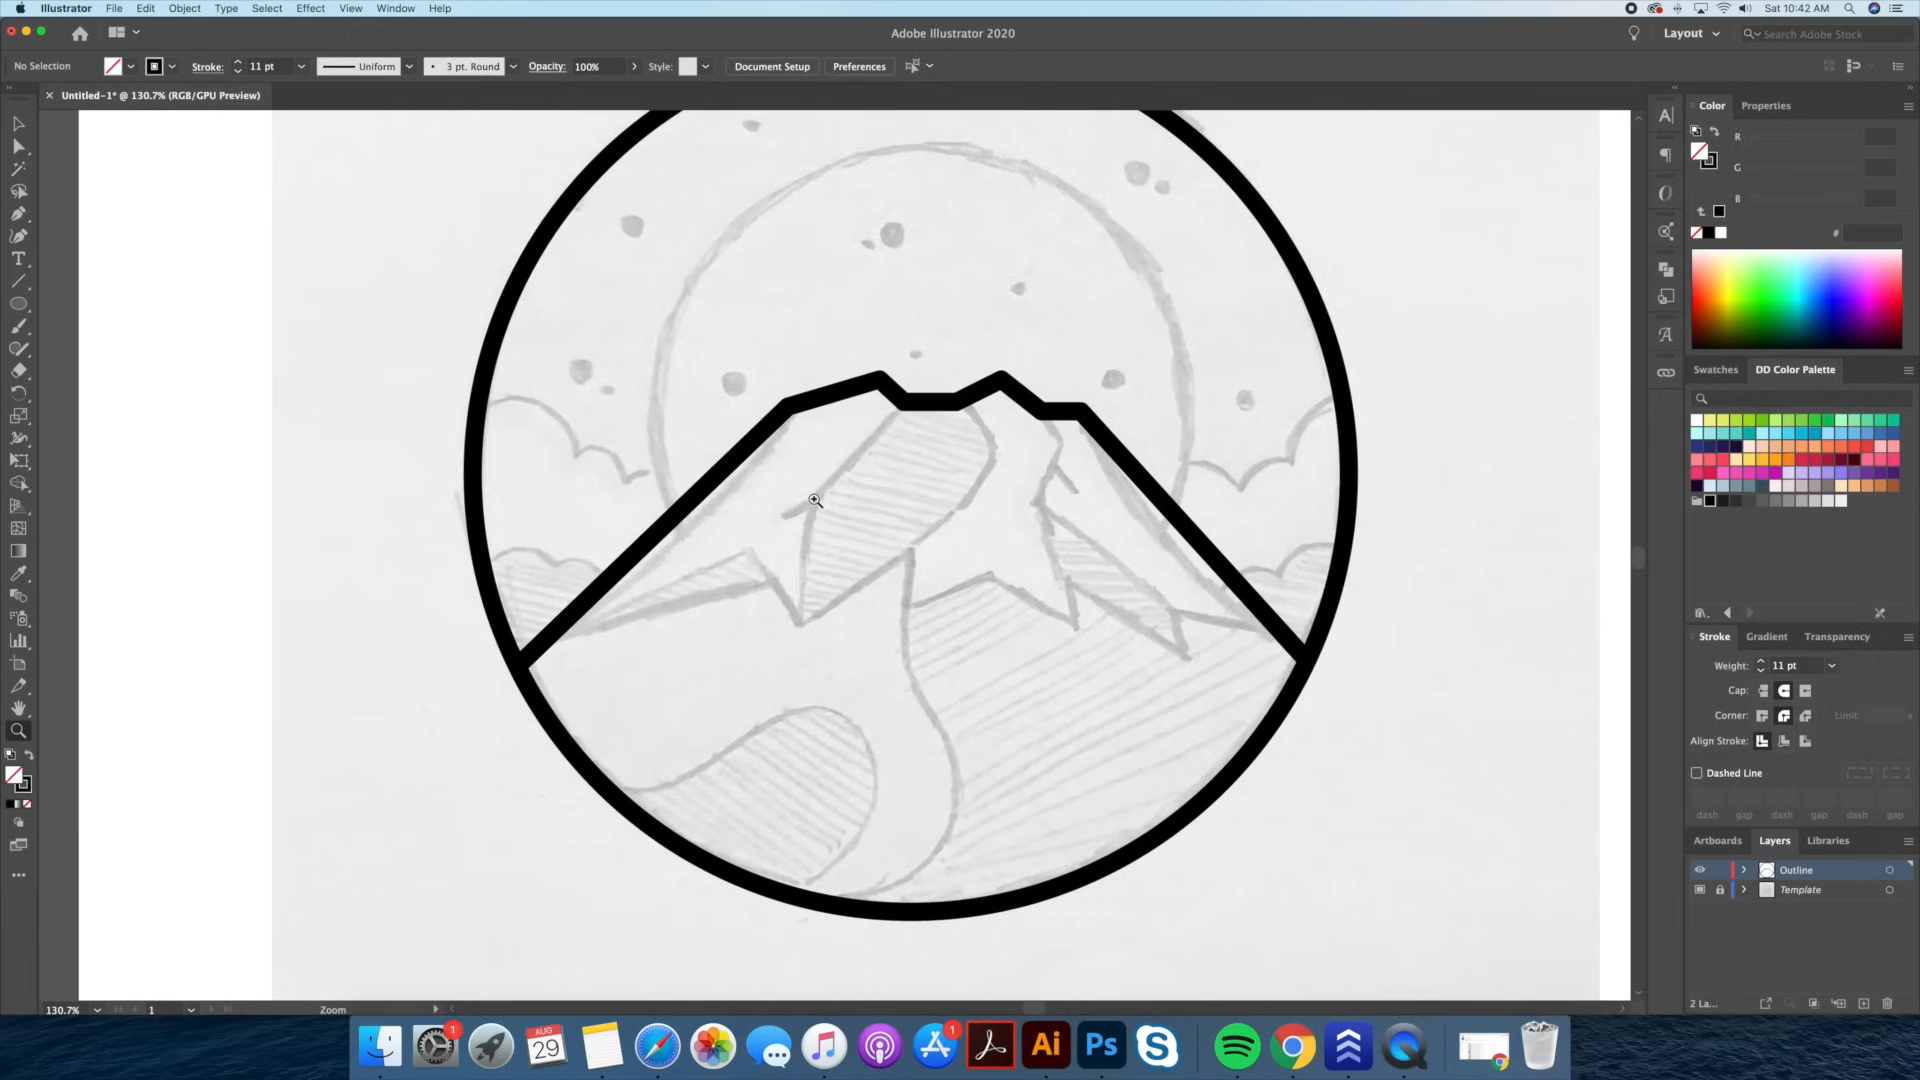 Illustrator File Edit Object Type Select Effect View Window Help Sat 10:42 AM
Adobe Illustrator 2020 Layout Search Adobe Stock
No Selection Stroke: 11 pt Uniform 3 pt. Round Opacity: 100% Style: Document Setup Preferences
Untitled-1* @ 130.7% (RGB/GPU Preview)
Color Properties
R
G
B
#
Swatches DD Color Palette
Stroke Gradient Transparency
Weight: 11 pt
Cap:
Corner: Limit: x
Align Stroke:
Dashed Line
dash gap dash gap dash gap
Artboards Layers Libraries
Outline
Template
2 La...
130.7% 1 Zoom
1 AUG 29 1 Ai Ps